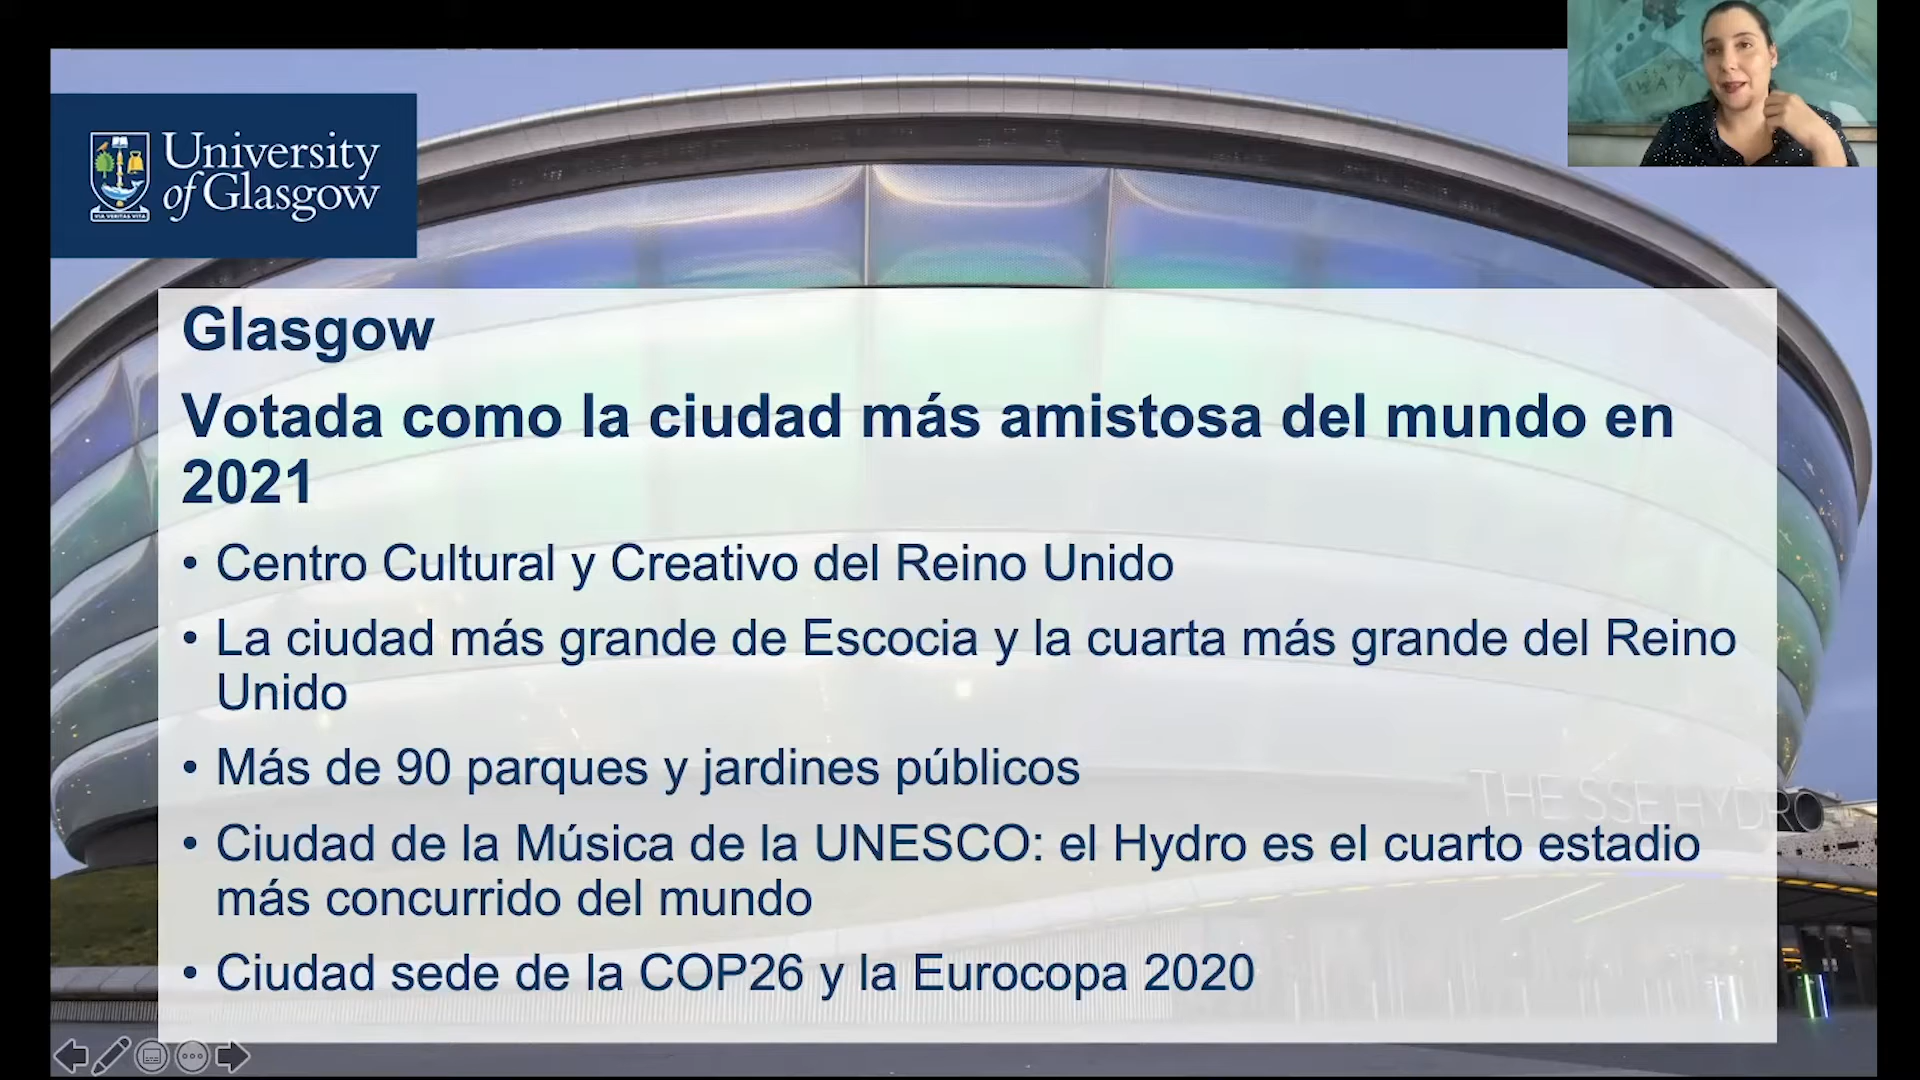 University
of Glasgow
VIA VERITAS VITA
Glasgow
Votada como la ciudad más amistosa del mundo en
2021
• Centro Cultural y Creativo del Reino Unido
• La ciudad más grande de Escocia y la cuarta más grande del Reino
Unido
• Más de 90 parques y jardines públicos
THE SSE HYDRO
• Ciudad de la Música de la UNESCO: el Hydro es el cuarto estadio
más concurrido del mundo
• Ciudad sede de la COP26 y la Eurocopa 2020